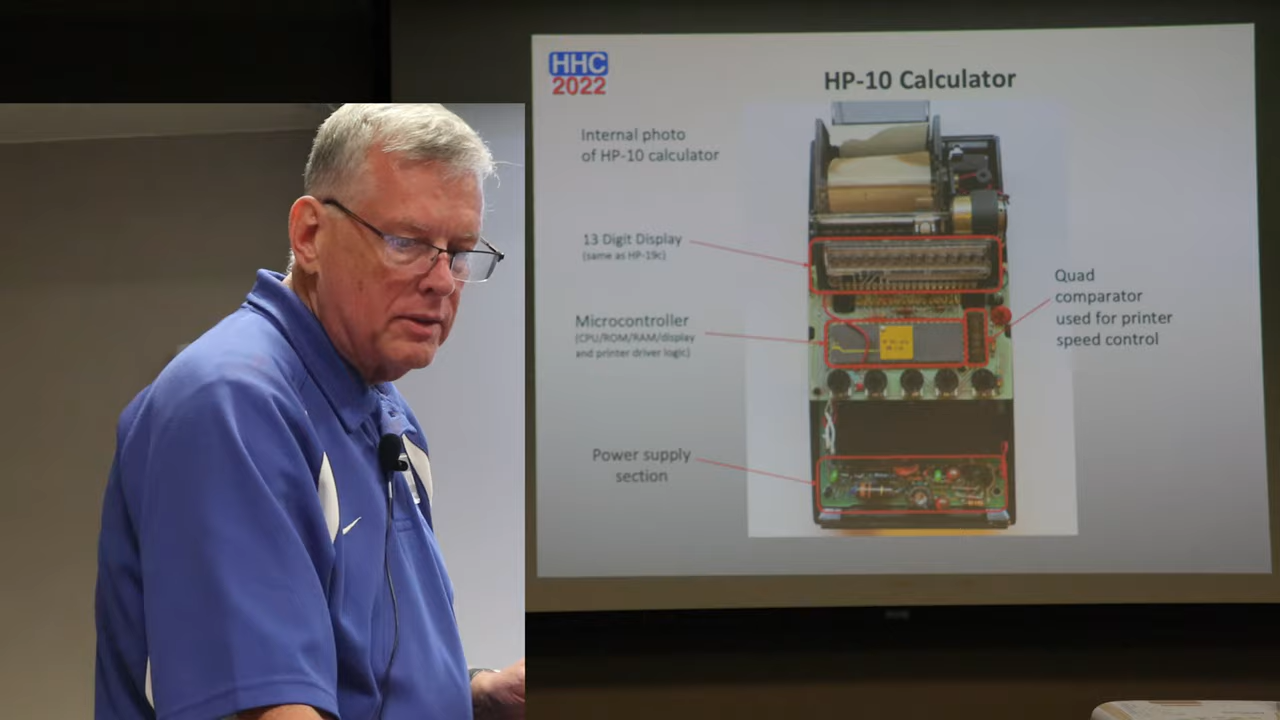 HHC
2022
HP-10 Calculator
Internal photo
of HP-10 calculator
13 Digit Display
(same as HP-19c)
Microcontroller
(CPU/ROM/RAM/display
and printer driver logic)
Quad
comparator
used for printer
speed control
Power supply
section